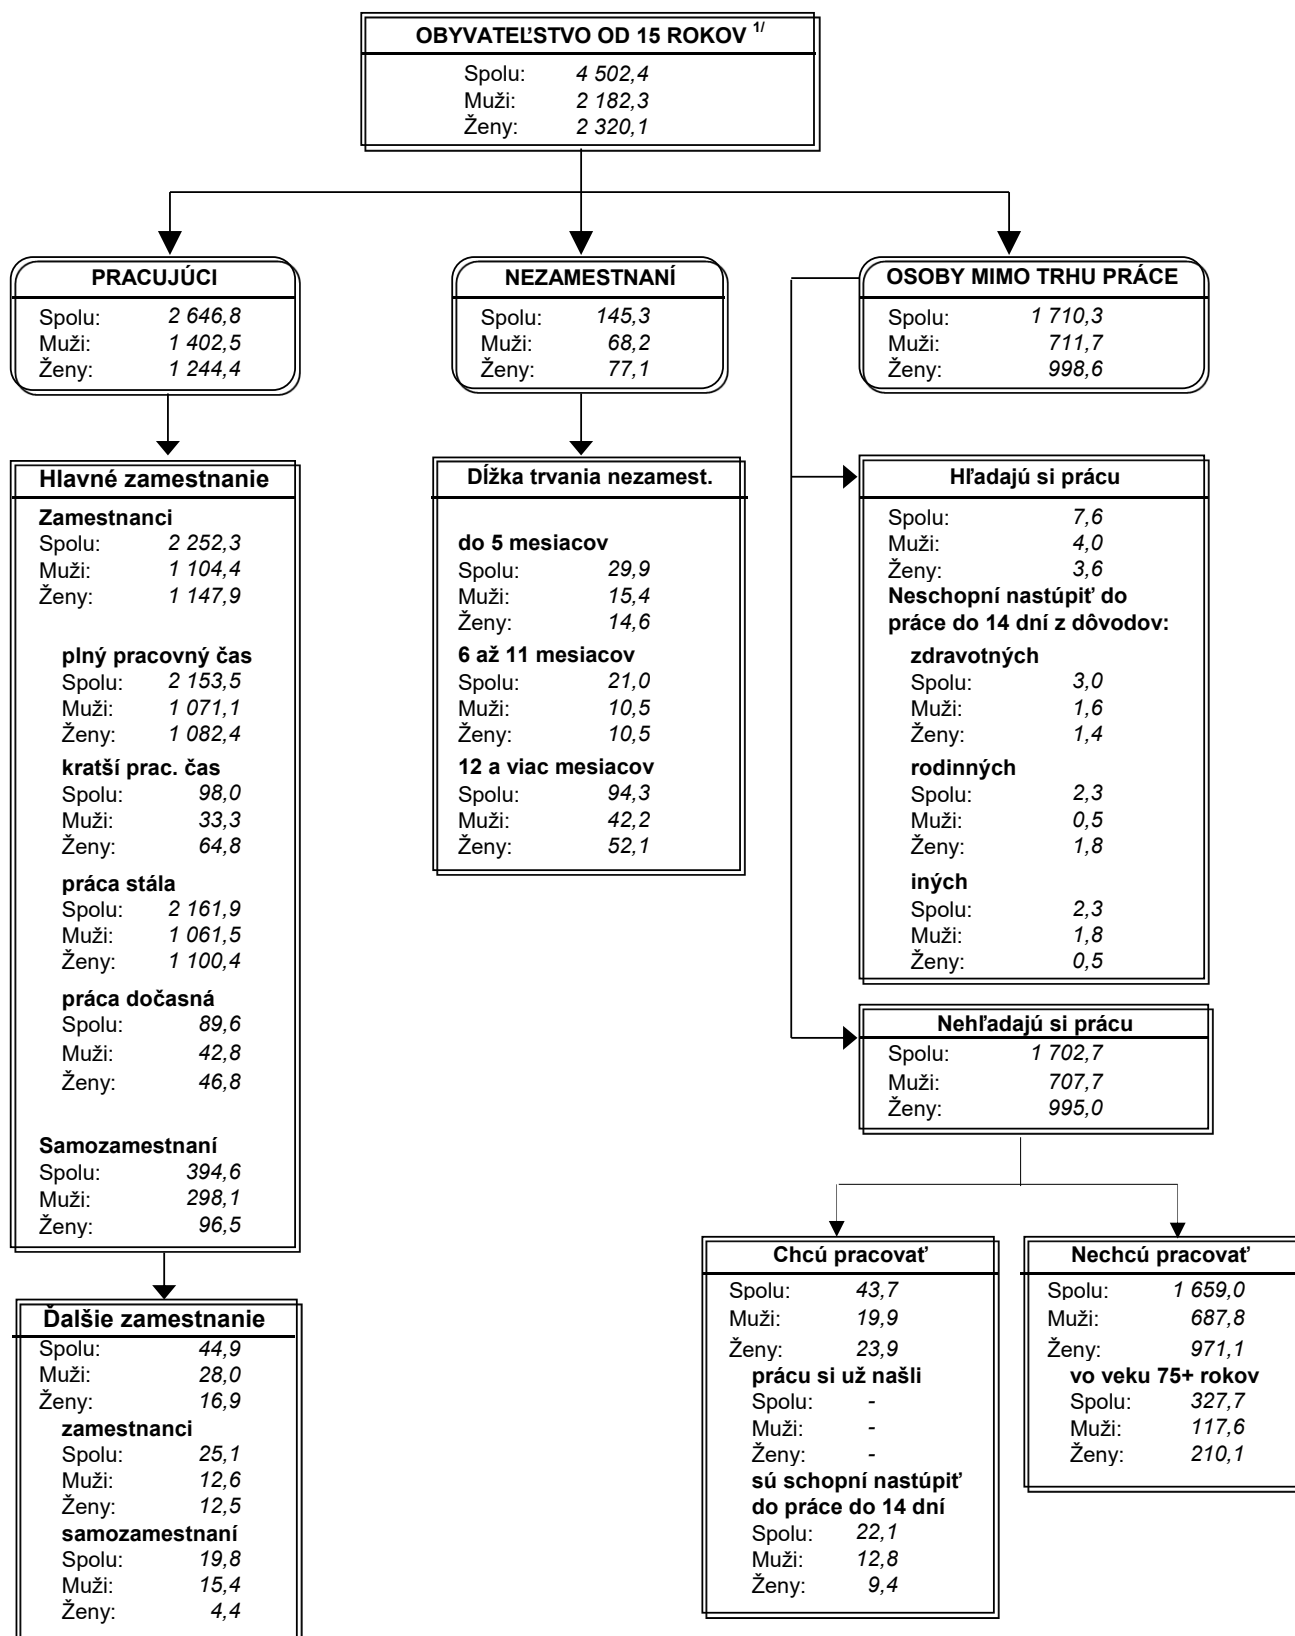 OBYVATEĽSTVO OD 15 ROKOV 1/
Spolu: 4 502,4
Muži: 2 182,3
Ženy: 2 320,1
PRACUJÚCI
Spolu: 2 646,8
Muži: 1 402,5
Ženy: 1 244,4
NEZAMESTNANÍ
Spolu: 145,3
Muži: 68,2
Ženy: 77,1
OSOBY MIMO TRHU PRÁCE
Spolu: 1 710,3
Muži: 711,7
Ženy: 998,6
Hlavné zamestnanie
Zamestnanci
Spolu: 2 252,3
Muži: 1 104,4
Ženy: 1 147,9
plný pracovný čas
Spolu: 2 153,5
Muži: 1 071,1
Ženy: 1 082,4
kratší prac. čas
Spolu: 98,0
Muži: 33,3
Ženy: 64,8
práca stála
Spolu: 2 161,9
Muži: 1 061,5
Ženy: 1 100,4
práca dočasná
Spolu: 89,6
Muži: 42,8
Ženy: 46,8
Samozamestnaní
Spolu: 394,6
Muži: 298,1
Ženy: 96,5
Ďalšie zamestnanie
Spolu: 44,9
Muži: 28,0
Ženy: 16,9
zamestnanci
Spolu: 25,1
Muži: 12,6
Ženy: 12,5
samozamestnaní
Spolu: 19,8
Muži: 15,4
Ženy: 4,4
Dĺžka trvania nezamest.
do 5 mesiacov
Spolu: 29,9
Muži: 15,4
Ženy: 14,6
6 až 11 mesiacov
Spolu: 21,0
Muži: 10,5
Ženy: 10,5
12 a viac mesiacov
Spolu: 94,3
Muži: 42,2
Ženy: 52,1
Hľadajú si prácu
Spolu: 7,6
Muži: 4,0
Ženy: 3,6
Neschopní nastúpiť do
práce do 14 dní z dôvodov:
zdravotných
Spolu: 3,0
Muži: 1,6
Ženy: 1,4
rodinných
Spolu: 2,3
Muži: 0,5
Ženy: 1,8
iných
Spolu: 2,3
Muži: 1,8
Ženy: 0,5
Nehľadajú si prácu
Spolu: 1 702,7
Muži: 707,7
Ženy: 995,0
Chcú pracovať
Spolu: 43,7
Muži: 19,9
Ženy: 23,9
prácu si už našli
Spolu: -
Muži: -
Ženy: -
sú schopní nastúpiť
do práce do 14 dní
Spolu: 22,1
Muži: 12,8
Ženy: 9,4
Nechcú pracovať
Spolu: 1 659,0
Muži: 687,8
Ženy: 971,1
vo veku 75+ rokov
Spolu: 327,7
Muži: 117,6
Ženy: 210,1